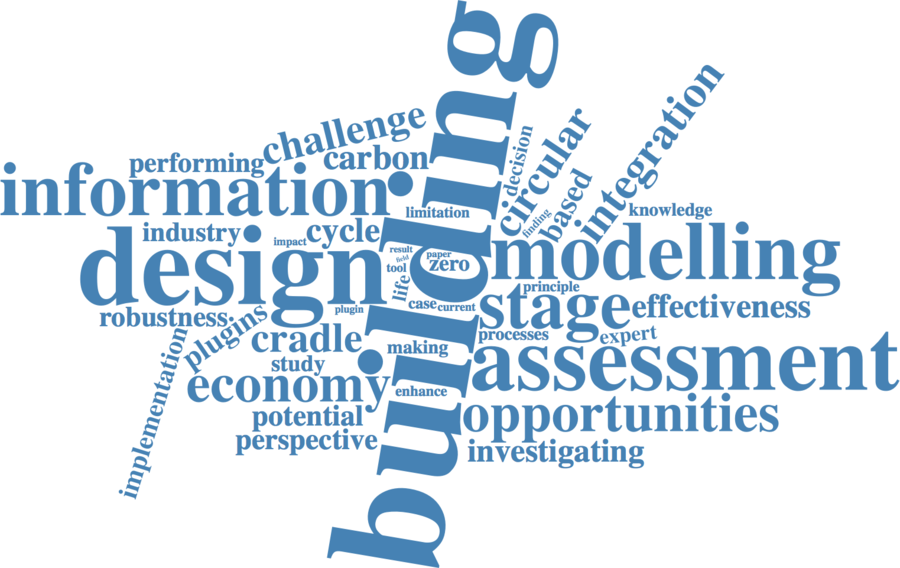 building
challenge
performing
carbon
information
decision
circular
integration
limitation
based
finding
knowledge
industry
impact
cycle
result
field
paper
design
tool
zero
modelling
life
principle
plugin
case
current
stage
effectiveness
robustness
plugins
cradle
making
processes
expert
study
implementation
economy
enhance
assessment
potential
opportunities
perspective
investigating